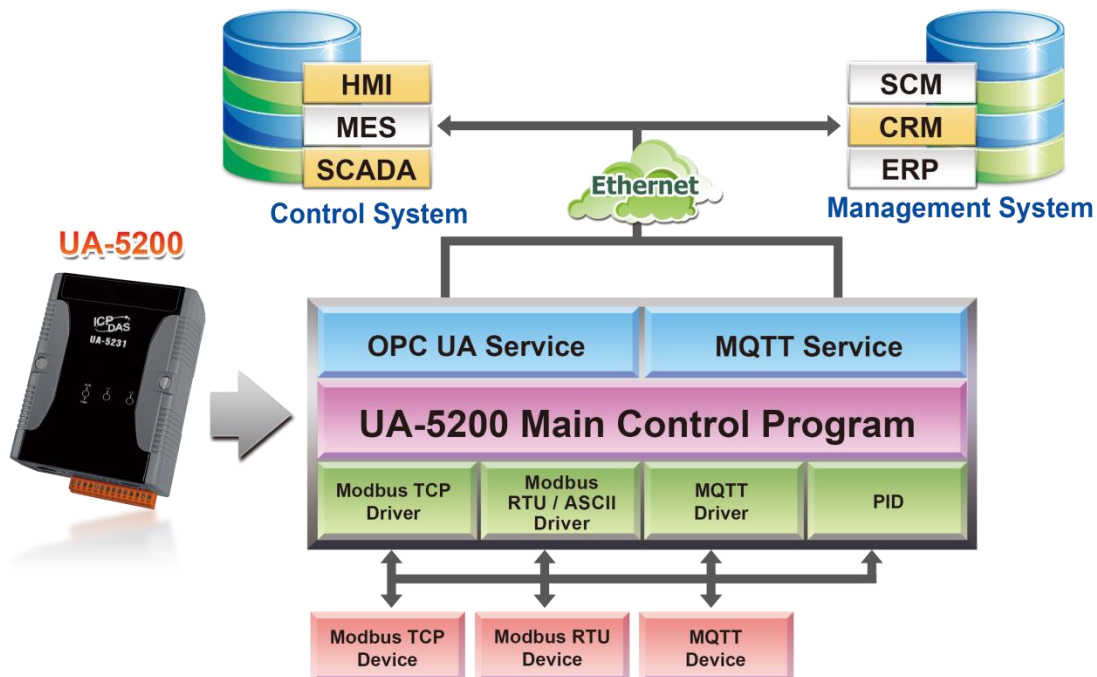 HMI
MES
SCADA
Control System
SCM
CRM
ERP
Management System
Ethernet
UA-5200
ICP
DAS
UA-5231
OPC UA Service
MQTT Service
UA-5200 Main Control Program
Modbus TCP
Driver
Modbus
RTU / ASCII
Driver
MQTT
Driver
PID
Modbus TCP
Device
Modbus RTU
Device
MQTT
Device